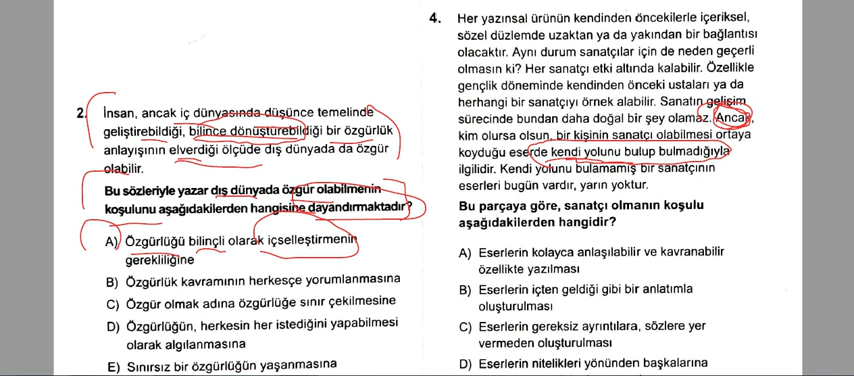 2. İnsan, ancak iç dünyasında düşünce temelinde
geliştirebildiği, bilince dönüştürebildiği bir özgürlük
anlayışının elverdiği ölçüde dış dünyada da özgür
olabilir.
Bu sözleriyle yazar dış dünyada özgür olabilmenin
koşulunu aşağıdakilerden hangisine dayandırmaktadır?
A) Özgürlüğü bilinçli olarak içselleştirmenin
gerekliliğine
B) Özgürlük kavramının herkesçe yorumlanmasına
C) Özgür olmak adına özgürlüğe sınır çekilmesine
D) Özgürlüğün, herkesin her istediğini yapabilmesi
olarak algılanmasına
E) Sınırsız bir özgürlüğün yaşanmasına
4. Her yazınsal ürünün kendinden öncekilerle içeriksel,
sözel düzlemde uzaktan ya da yakından bir bağlantısı
olacaktır. Aynı durum sanatçılar için de neden geçerli
olmasın ki? Her sanatçı etki altında kalabilir. Özellikle
gençlik döneminde kendinden önceki ustaları ya da
herhangi bir sanatçıyı örnek alabilir. Sanatın gelişim
sürecinde bundan daha doğal bir şey olamaz. Ancak,
kim olursa olsun, bir kişinin sanatçı olabilmesi ortaya
koyduğu eserde kendi yolunu bulup bulmadığıyla
ilgilidir. Kendi yolunu bulamamış bir sanatçının
eserleri bugün vardır, yarın yoktur.
Bu parçaya göre, sanatçı olmanın koşulu
aşağıdakilerden hangidir?
A) Eserlerin kolayca anlaşılabilir ve kavranabilir
özellikte yazılması
B) Eserlerin içten geldiği gibi bir anlatımla
oluşturulması
C) Eserlerin gereksiz ayrıntılara, sözlere yer
vermeden oluşturulması
D) Eserlerin nitelikleri yönünden başkalarına